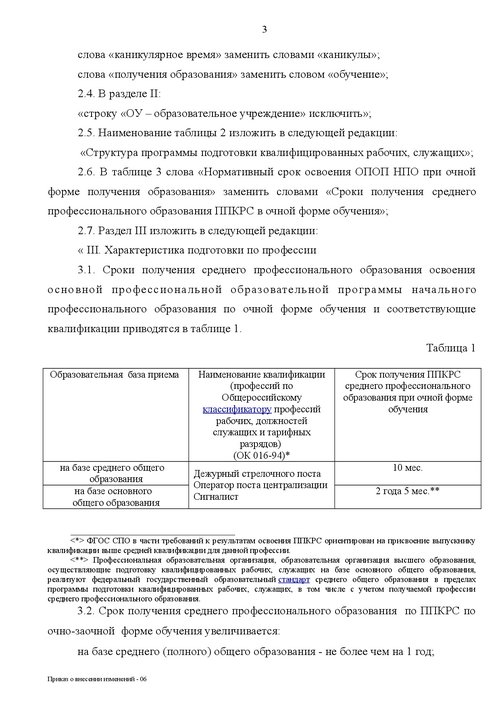 3
слова «каникулярное время» заменить словами «каникулы»;
слова «получения образования» заменить словом «обучение»;
2.4. В разделе II:
«строку «ОУ – образовательное учреждение» исключить»;
2.5. Наименование таблицы 2 изложить в следующей редакции:
«Структура программы подготовки квалифицированных рабочих, служащих»;
2.6. В таблице 3 слова «Нормативный срок освоения ОПОП НПО при очной
форме получения образования» заменить словами «Сроки получения среднего
профессионального образования ППКРС в очной форме обучения»;
2.7. Раздел III изложить в следующей редакции:
« III. Характеристика подготовки по профессии
3.1. Сроки получения среднего профессионального образования освоения
основной профессиональной образовательной программы начального
профессионального образования по очной форме обучения и соответствующие
квалификации приводятся в таблице 1.
Таблица 1
Образовательная база приема
Наименование квалификации
(профессий по
Общероссийскому
классификатору профессий
рабочих, должностей
служащих и тарифных
разрядов)
(ОК 016-94)*
Срок получения ППКРС
среднего профессионального
образования при очной форме
обучения
на базе среднего общего
образования
Дежурный стрелочного поста
Оператор поста централизации
Сигналист
10 мес.
на базе основного
общего образования
2 года 5 мес.**
<*> ФГОС СПО в части требований к результатам освоения ППКРС ориентирован на присвоение выпускнику
квалификации выше средней квалификации для данной профессии.
<**> Профессиональная образовательная организация, образовательная организация высшего образования,
осуществляющие подготовку квалифицированных рабочих, служащих на базе основного общего образования,
реализуют федеральный государственный образовательный стандарт среднего общего образования в пределах
программы подготовки квалифицированных рабочих, служащих, в том числе с учетом получаемой профессии
среднего профессионального образования.
3.2. Срок получения среднего профессионального образования по ППКРС по
очно-заочной форме обучения увеличивается:
на базе среднего (полного) общего образования - не более чем на 1 год;
Приказ о внесении изменений - 06